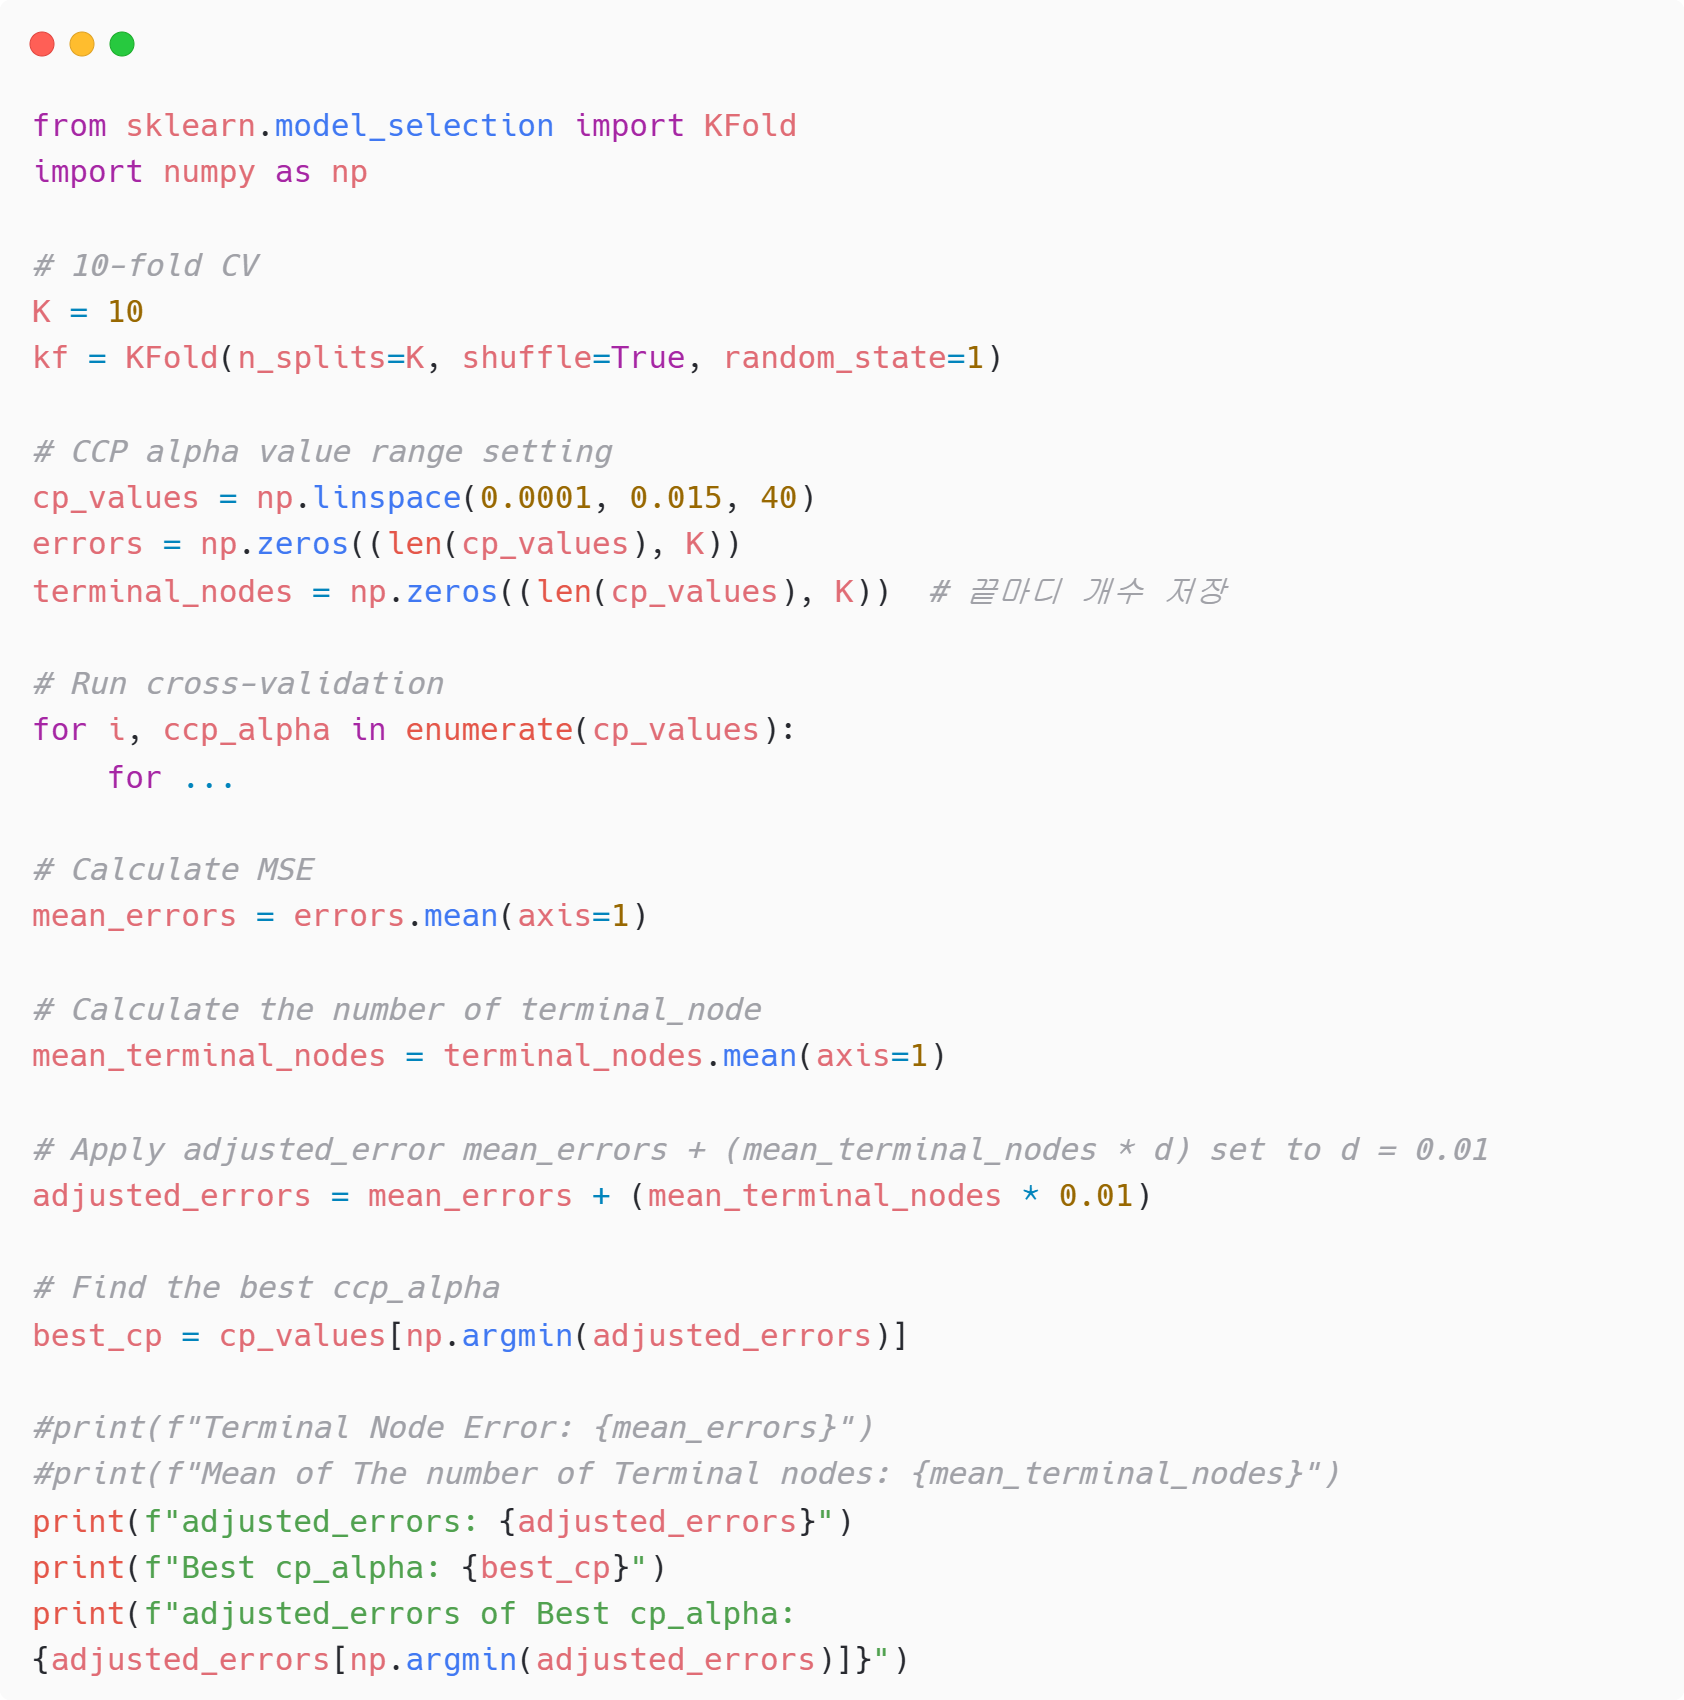 from sklearn.model_selection import KFold
import numpy as np
# 10-fold CV
K = 10
kf = KFold(n_splits=K, shuffle=True, random_state=1)
# CCP alpha value range setting
cp_values = np.linspace(0.0001, 0.015, 40)
errors = np.zeros((len(cp_values), K))
terminal_nodes = np.zeros((len(cp_values), K))  # 끝마디 개수 저장
# Run cross-validation
for i, ccp_alpha in enumerate(cp_values):
    for ...
# Calculate MSE
mean_errors = errors.mean(axis=1)
# Calculate the number of terminal_node
mean_terminal_nodes = terminal_nodes.mean(axis=1)
# Apply adjusted_error mean_errors + (mean_terminal_nodes * d) set to d = 0.01
adjusted_errors = mean_errors + (mean_terminal_nodes * 0.01)
# Find the best ccp_alpha
best_cp = cp_values[np.argmin(adjusted_errors)]
#print(f"Terminal Node Error: {mean_errors}")
#print(f"Mean of The number of Terminal nodes: {mean_terminal_nodes}")
print(f"adjusted_errors: {adjusted_errors}")
print(f"Best cp_alpha: {best_cp}")
print(f"adjusted_errors of Best cp_alpha:
{adjusted_errors[np.argmin(adjusted_errors)]}")